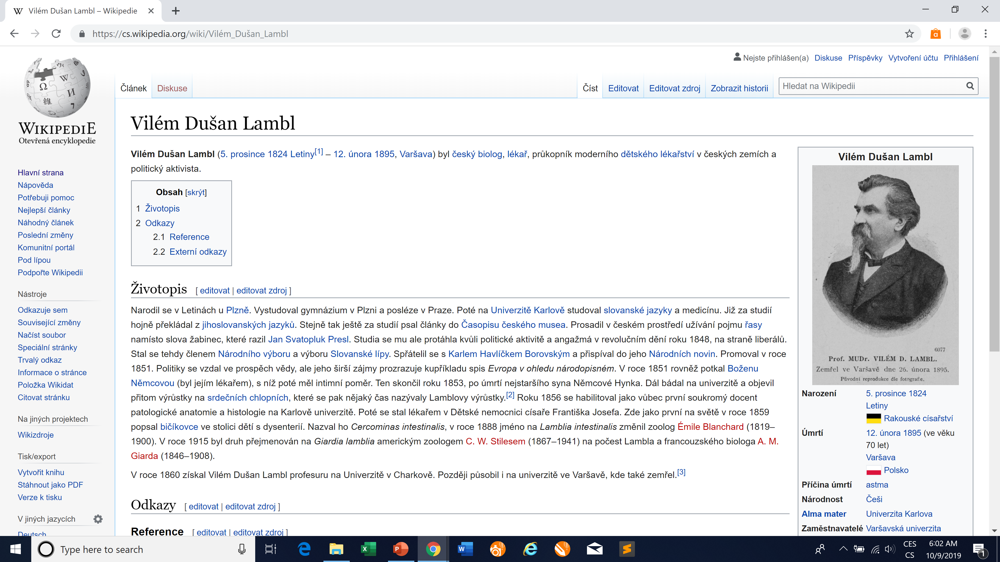 Vilém Dušan Lambl – Wikipedie
https://cs.wikipedia.org/wiki/Vilém_Dušan_Lambl
Nejste přihlášen(a) Diskuse Příspěvky Vytvoření účtu Přihlášení
Článek Diskuse Číst Editovat Editovat zdroj Zobrazit historii Hledat na Wikipedii
WIKIPEDIE
Otevřená encyklopedie
Hlavní strana
Nápověda
Potřebuji pomoc
Nejlepší články
Náhodný článek
Poslední změny
Komunitní portál
Pod lípou
Podpořte Wikipedii
Nástroje
Odkazuje sem
Související změny
Načíst soubor
Speciální stránky
Trvalý odkaz
Informace o stránce
Položka Wikidat
Citovat stránku
Na jiných projektech
Wikizdroje
Tisk/export
Vytvořit knihu
Stáhnout jako PDF
Verze k tisku
V jiných jazycích
Deutsch
Vilém Dušan Lambl
Vilém Dušan Lambl (5. prosince 1824 Letiny[1] – 12. února 1895, Varšava) byl český biolog, lékař, průkopník moderního dětského lékařství v českých zemích a
politický aktivista.
Obsah [skrýt]
1 Životopis
2 Odkazy
2.1 Reference
2.2 Externí odkazy
Životopis [ editovat | editovat zdroj ]
Narodil se v Letinách u Plzně. Vystudoval gymnázium v Plzni a posléze v Praze. Poté na Univerzitě Karlově studoval slovanské jazyky a medicínu. Již za studií
hojně překládal z jihoslovanských jazyků. Stejně tak ještě za studií psal články do Časopisu českého musea. Prosadil v českém prostředí užívání pojmu řasy
namísto slova žabinec, které razil Jan Svatopluk Presl. Studia se mu ale protáhla kvůli politické aktivitě a angažmá v revolučním dění roku 1848, na straně liberálů.
Stal se tehdy členem Národního výboru a výboru Slovanské lípy. Spřátelil se s Karlem Havlíčkem Borovským a přispíval do jeho Národních novin. Promoval v roce
1851. Politiky se vzdal ve prospěch vědy, ale jeho širší zájmy prozrazuje kupříkladu spis Evropa v ohledu národopisném. V roce 1851 rovněž potkal Boženu
Němcovou (byl jejím lékařem), s níž poté měl intimní poměr. Ten skončil roku 1853, po úmrtí nejstaršího syna Němcové Hynka. Dál bádal na univerzitě a objevil
přitom výrůstky na srdečních chlopních, které se pak nějaký čas nazývaly Lamblovy výrůstky.[2] Roku 1856 se habilitoval jako vůbec první soukromý docent
patologické anatomie a histologie na Karlově univerzitě. Poté se stal lékařem v Dětské nemocnici císaře Františka Josefa. Zde jako první na světě v roce 1859
popsal bičíkovce ve stolici dětí s dysenterií. Nazval ho Cercominas intestinalis, v roce 1888 jméno na Lamblia intestinalis změnil zoolog Émile Blanchard (1819–
1900). V roce 1915 byl druh přejmenován na Giardia lamblia americkým zoologem C. W. Stilesem (1867–1941) na počest Lambla a francouzského biologa A. M.
Giarda (1846–1908).
V roce 1860 získal Vilém Dušan Lambl profesuru na Univerzitě v Charkově. Později působil i na univerzitě ve Varšavě, kde také zemřel.[3]
Odkazy [ editovat | editovat zdroj ]
Reference [ editovat | editovat zdroj ]
Vilém Dušan Lambl
6077
Prof. MUDr. VILÉM D. LAMBL.
Zemřel ve Varšavě dne 26. února 1895.
Původní reprodukce dle fotografie.
Narození 5. prosince 1824
Letiny
Rakouské císařství
Úmrtí 12. února 1895 (ve věku
70 let)
Varšava
Polsko
Příčina úmrtí astma
Národnost Češi
Alma mater Univerzita Karlova
Zaměstnavatelé Varšavská univerzita
Type here to search
CES
CS
6:02 AM
10/9/2019
1